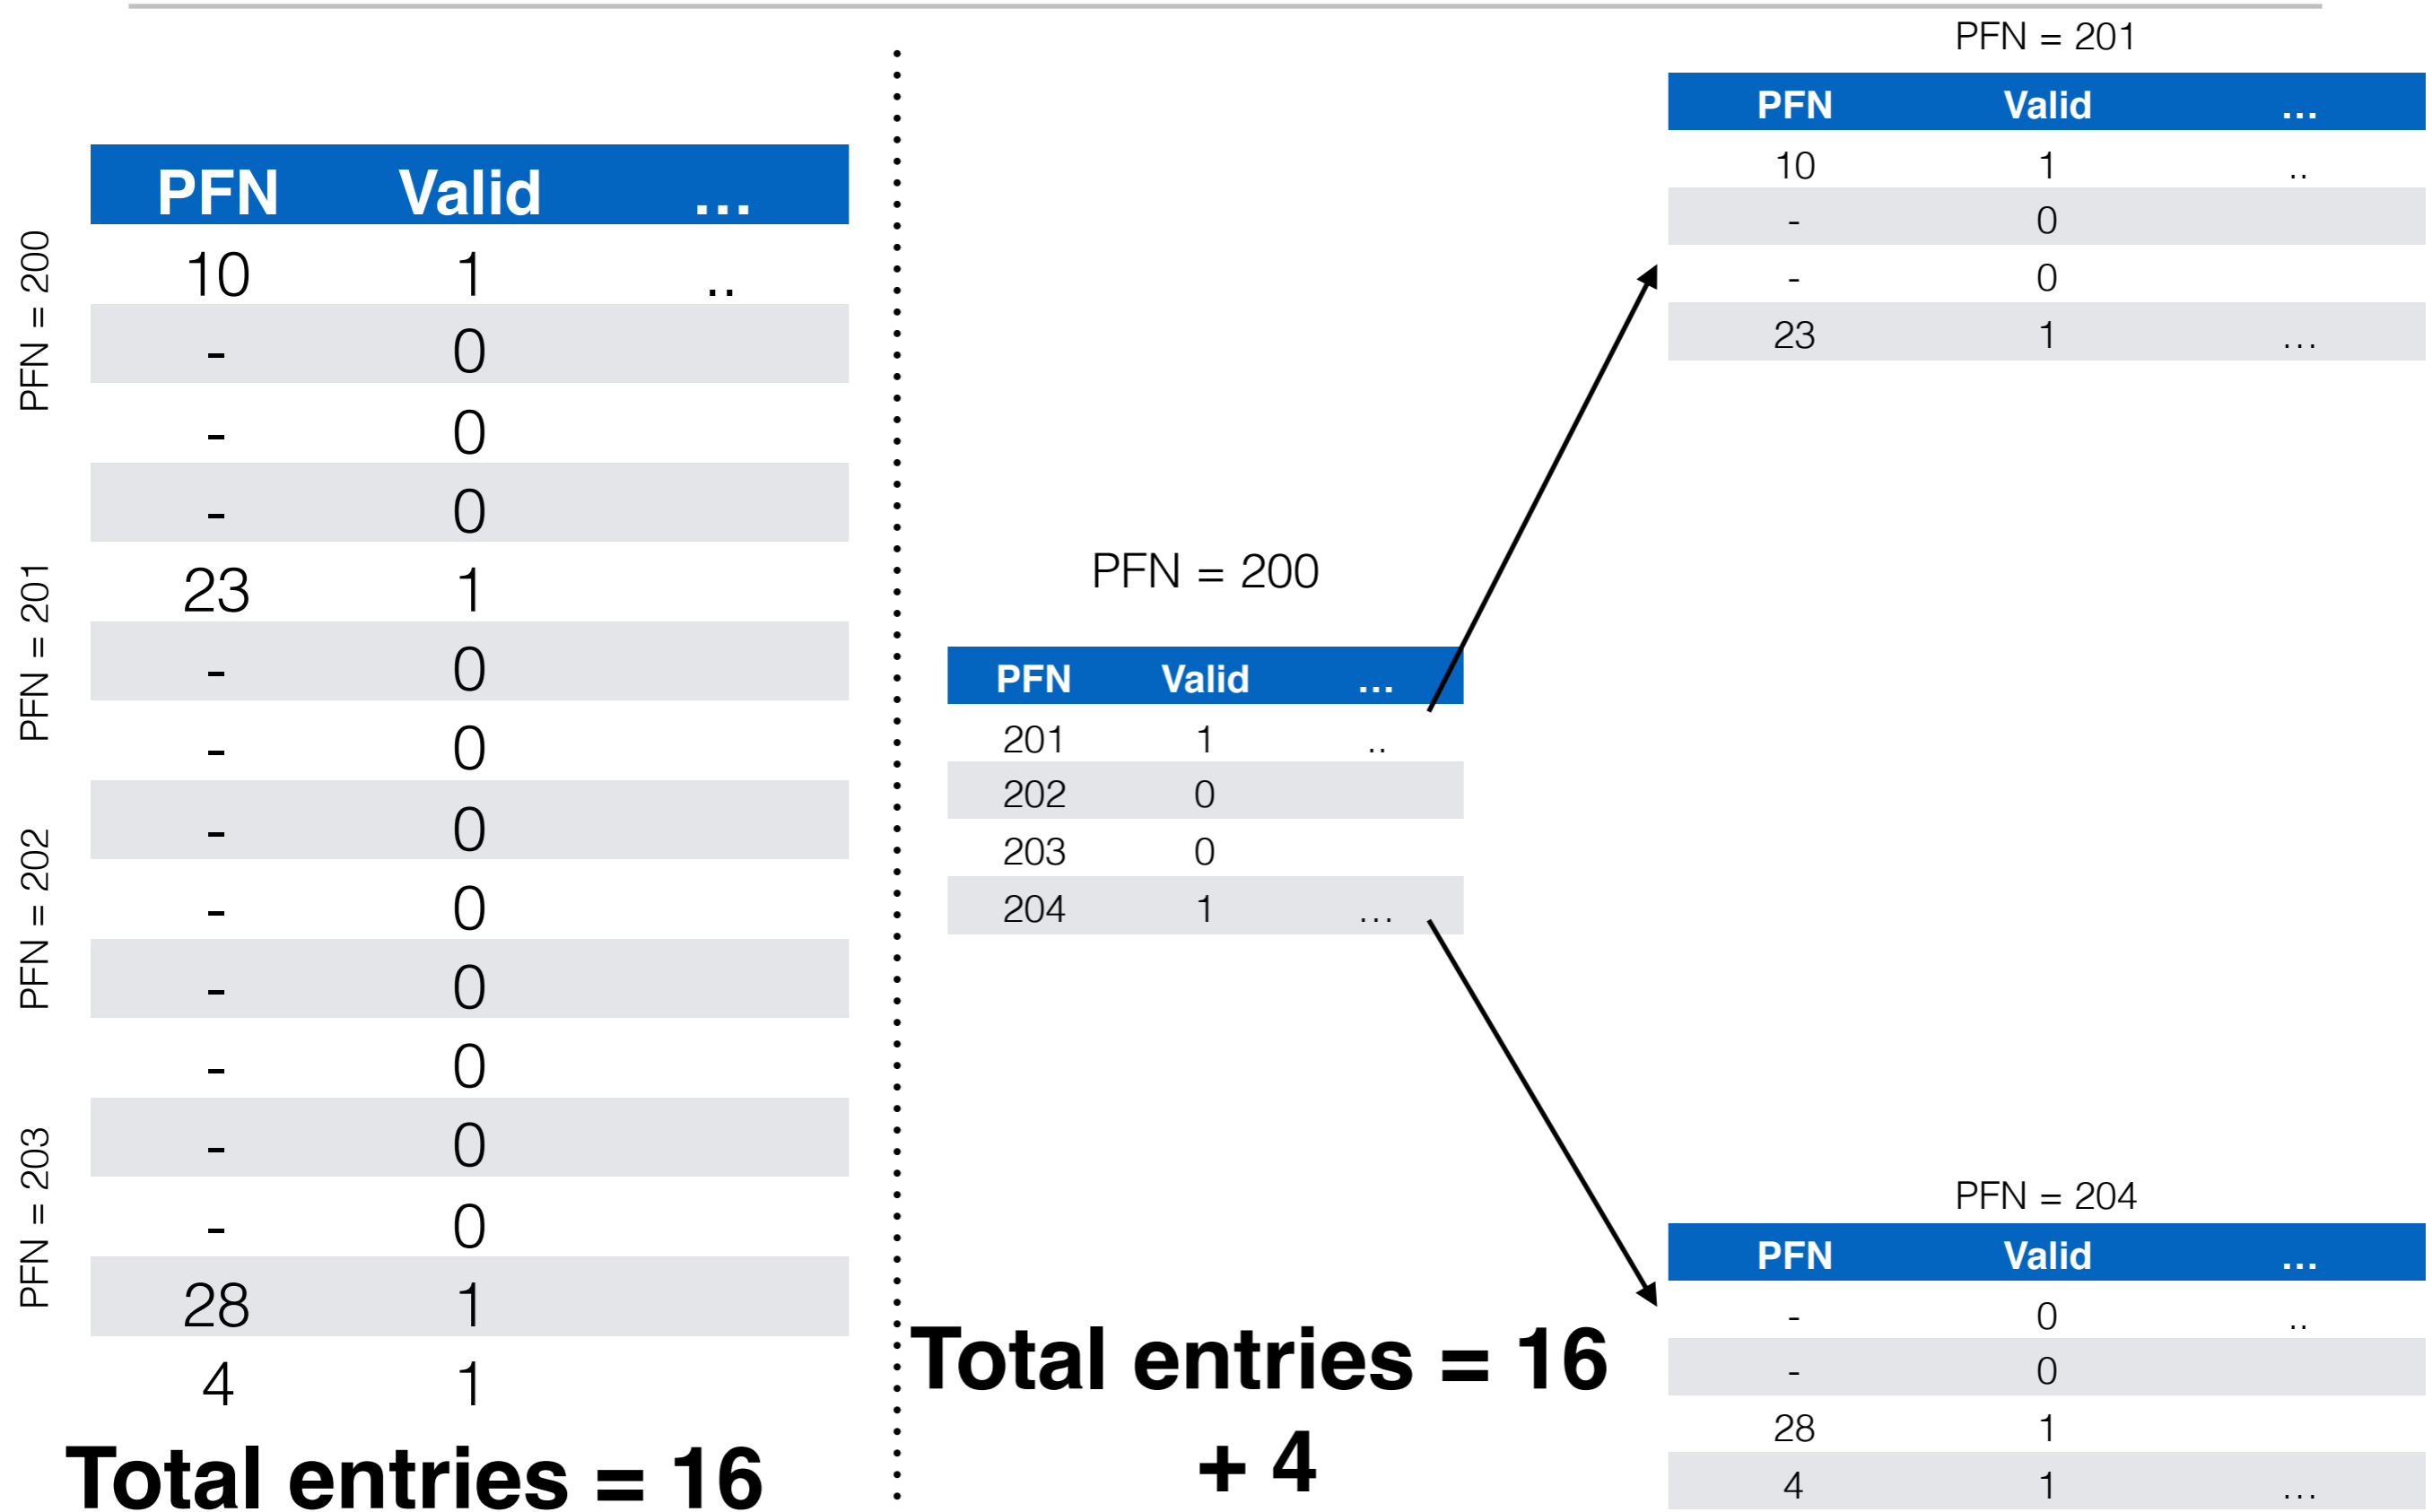 PFN = 200
PFN = 201
PFN = 202
PFN = 203
PFN Valid ...
10 1 ..
- 0
- 0
- 0
23 1
- 0
- 0
- 0
- 0
- 0
- 0
- 0
- 0
28 1
4 1
Total entries = 16
PFN = 200
PFN Valid ...
201 1 ..
202 0
203 0
204 1 ...
Total entries = 16
+ 4
PFN = 201
PFN Valid ...
10 1 ..
- 0
- 0
23 1 ...
PFN = 204
PFN Valid ...
- 0 ..
- 0
28 1
4 1 ...